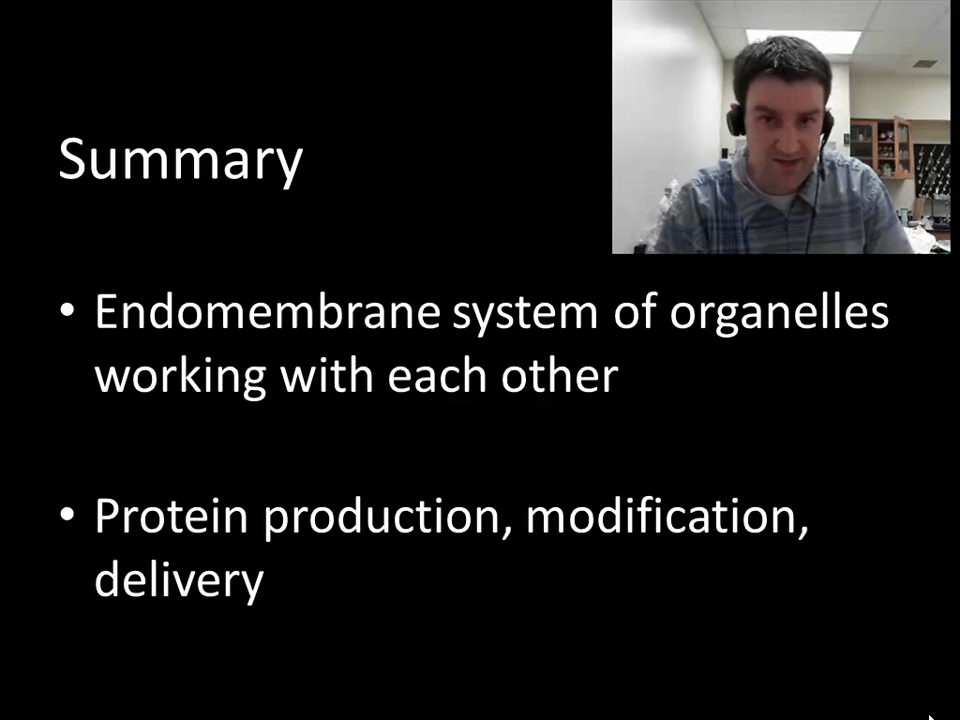 Summary
• Endomembrane system of organelles
working with each other
• Protein production, modification,
delivery